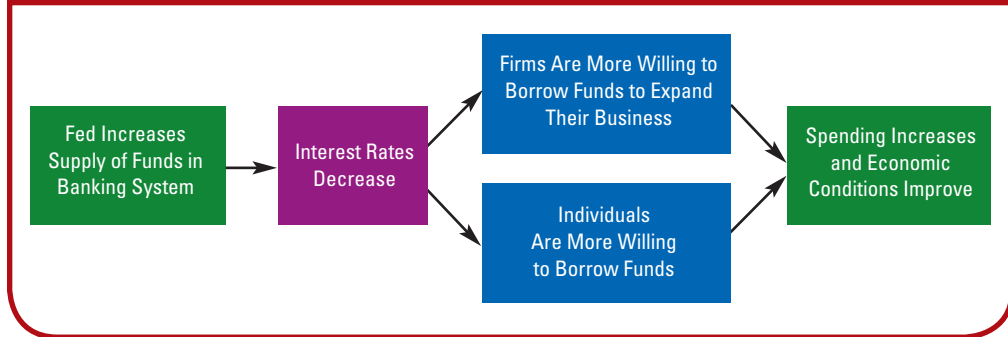 Fed Increases
Supply of Funds in
Banking System
Interest Rates
Decrease
Firms Are More Willing to
Borrow Funds to Expand
Their Business
Individuals
Are More Willing
to Borrow Funds
Spending Increases
and Economic
Conditions Improve